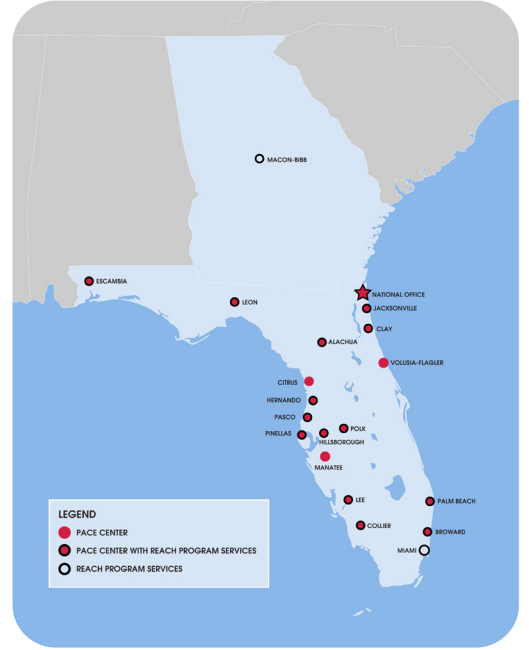 MACON-BIBB
ESCAMBIA
NATIONAL OFFICE
LEON
JACKSONVILLE
CLAY
ALACHUA
VOLUSIA-FLAGLER
CITRUS
HERNANDO
PASCO
POLK
PINELLAS
HILLSBOROUGH
MANATEE
LEE
PALM BEACH
COLLIER
BROWARD
MIAMI
LEGEND
PACE CENTER
PACE CENTER WITH REACH PROGRAM SERVICES
REACH PROGRAM SERVICES